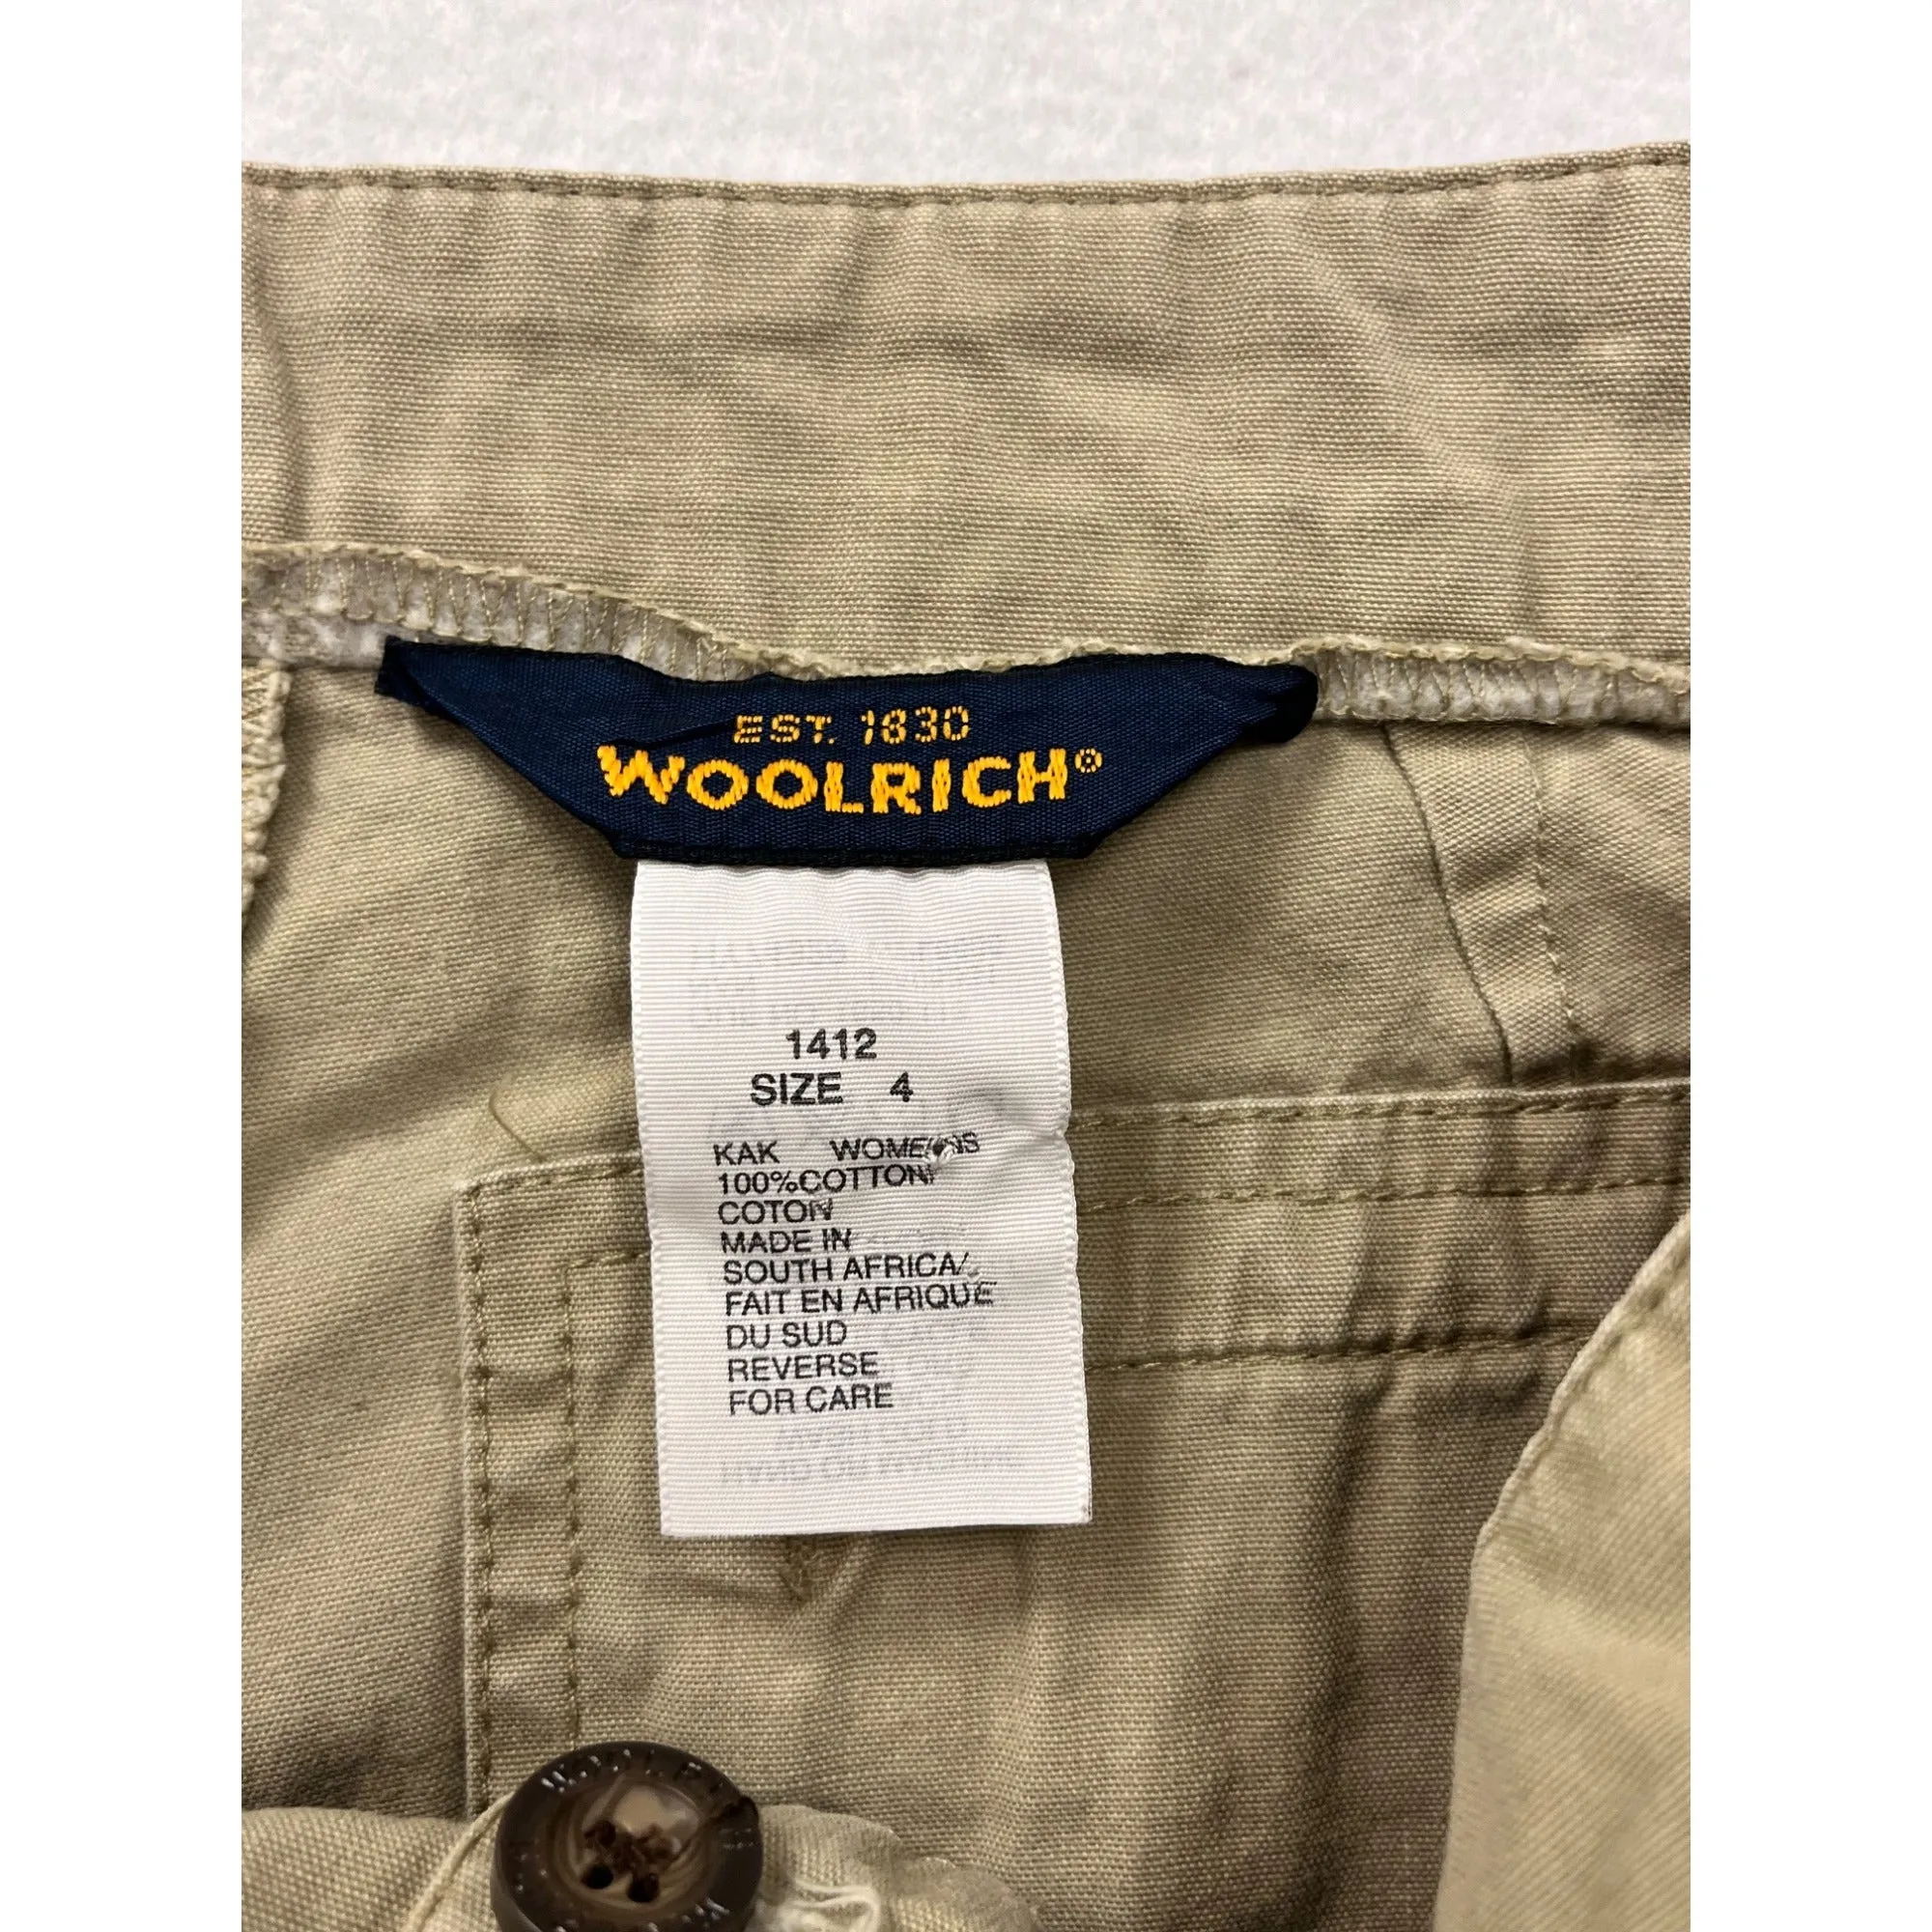 EST. 1830
WOOLRICH®
1412
SIZE 4
KAK WOMENS
100%COTTON/
COTON
MADE IN
SOUTH AFRICA/
FAIT EN AFRIQUE
DU SUD
REVERSE
FOR CARE
WOOLRICH